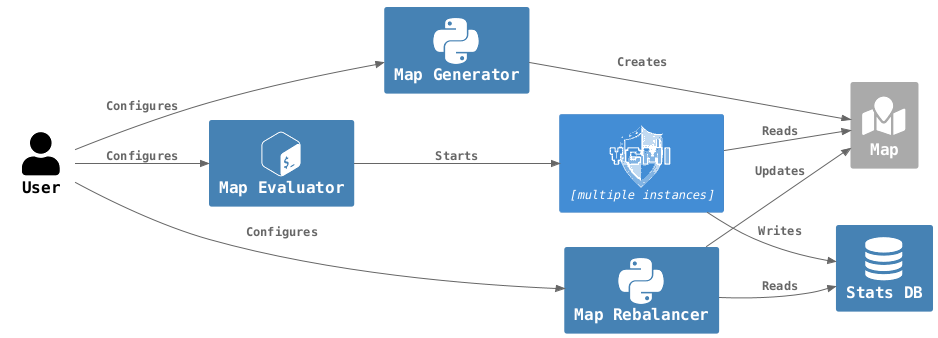 Map Generator
Creates
Configures
Map
Reads
User
Configures
$_
Map Evaluator
Starts
VCMI
[multiple instances]
Updates
Configures
Writes
Map Rebalancer
Reads
Stats DB